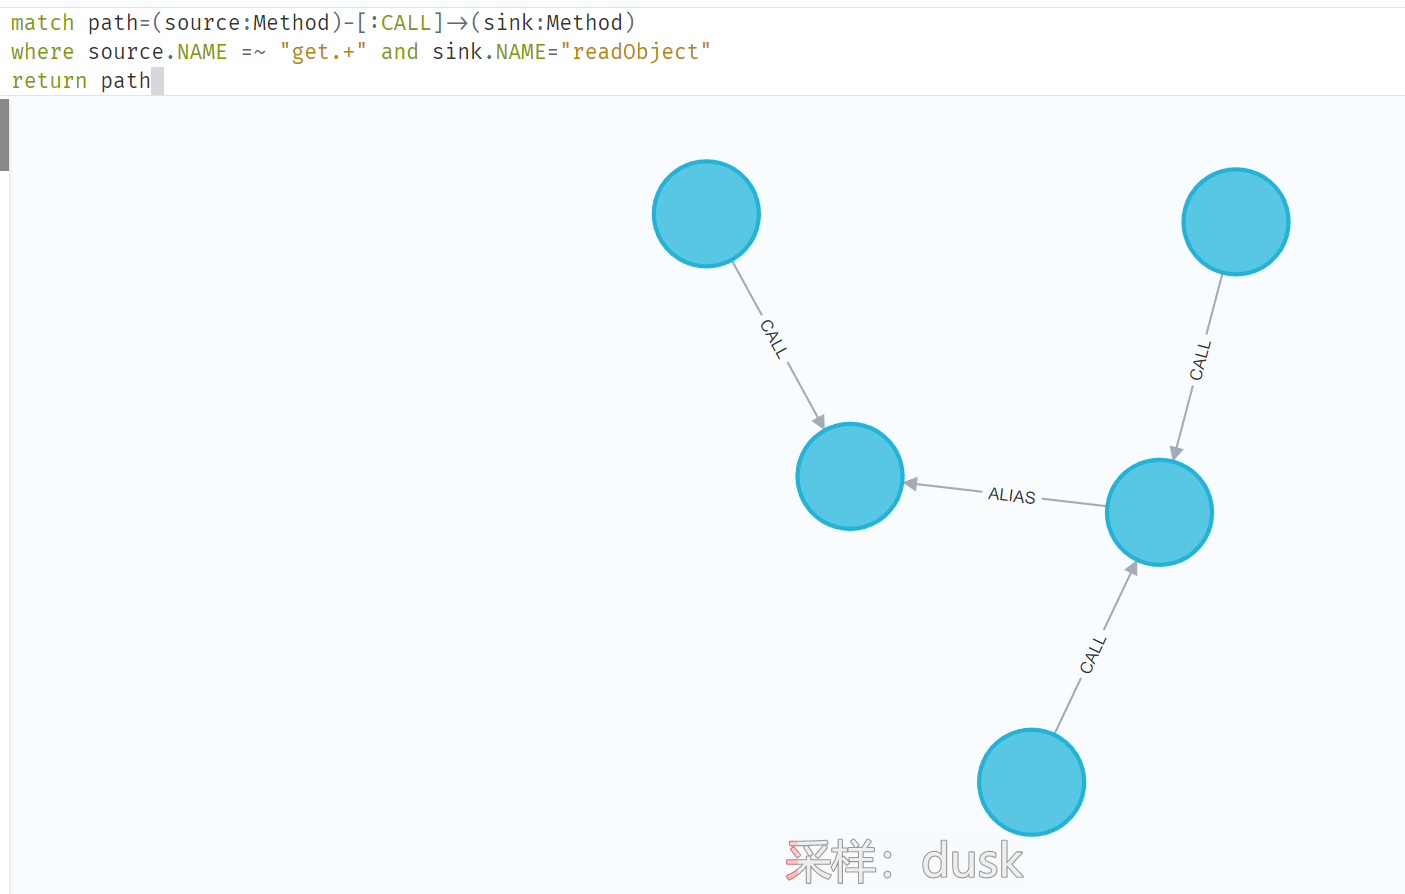 match path=(source:Method)-[:CALL]->(sink:Method)
where source.NAME =~ "get.+" and sink.NAME="readObject"
return path
CALL
CALL
ALIAS
CALL
采样：dusk